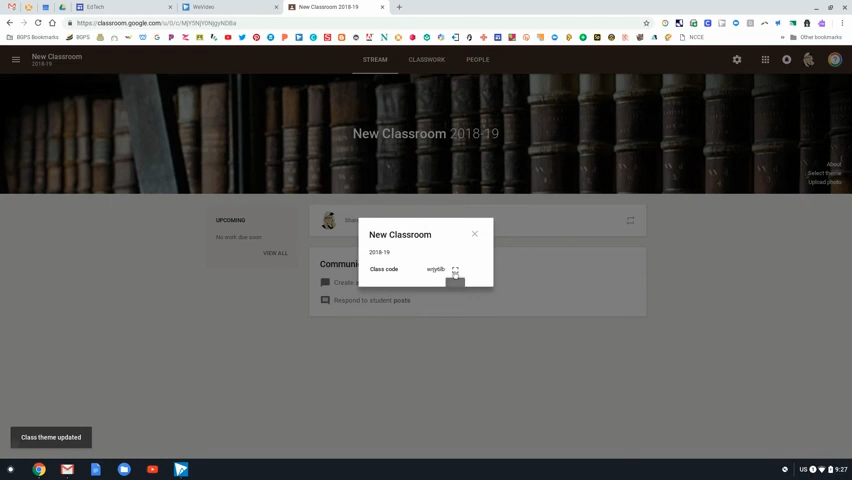 EdTech
WeVideo
New Classroom 2018-19
https://classroom.google.com/u/0/c/MjY5NjY0NjgyNDBa
BGPS Bookmarks
BGPS
NCCE
Other bookmarks
New Classroom
2018-19
STREAM
CLASSWORK
PEOPLE
New Classroom 2018-19
About
Select theme
Upload photo
UPCOMING
No work due soon
VIEW ALL
Share
New Classroom
2018-19
Class code
Communi
Create
Respond to student posts
Class theme updated
US
9:27